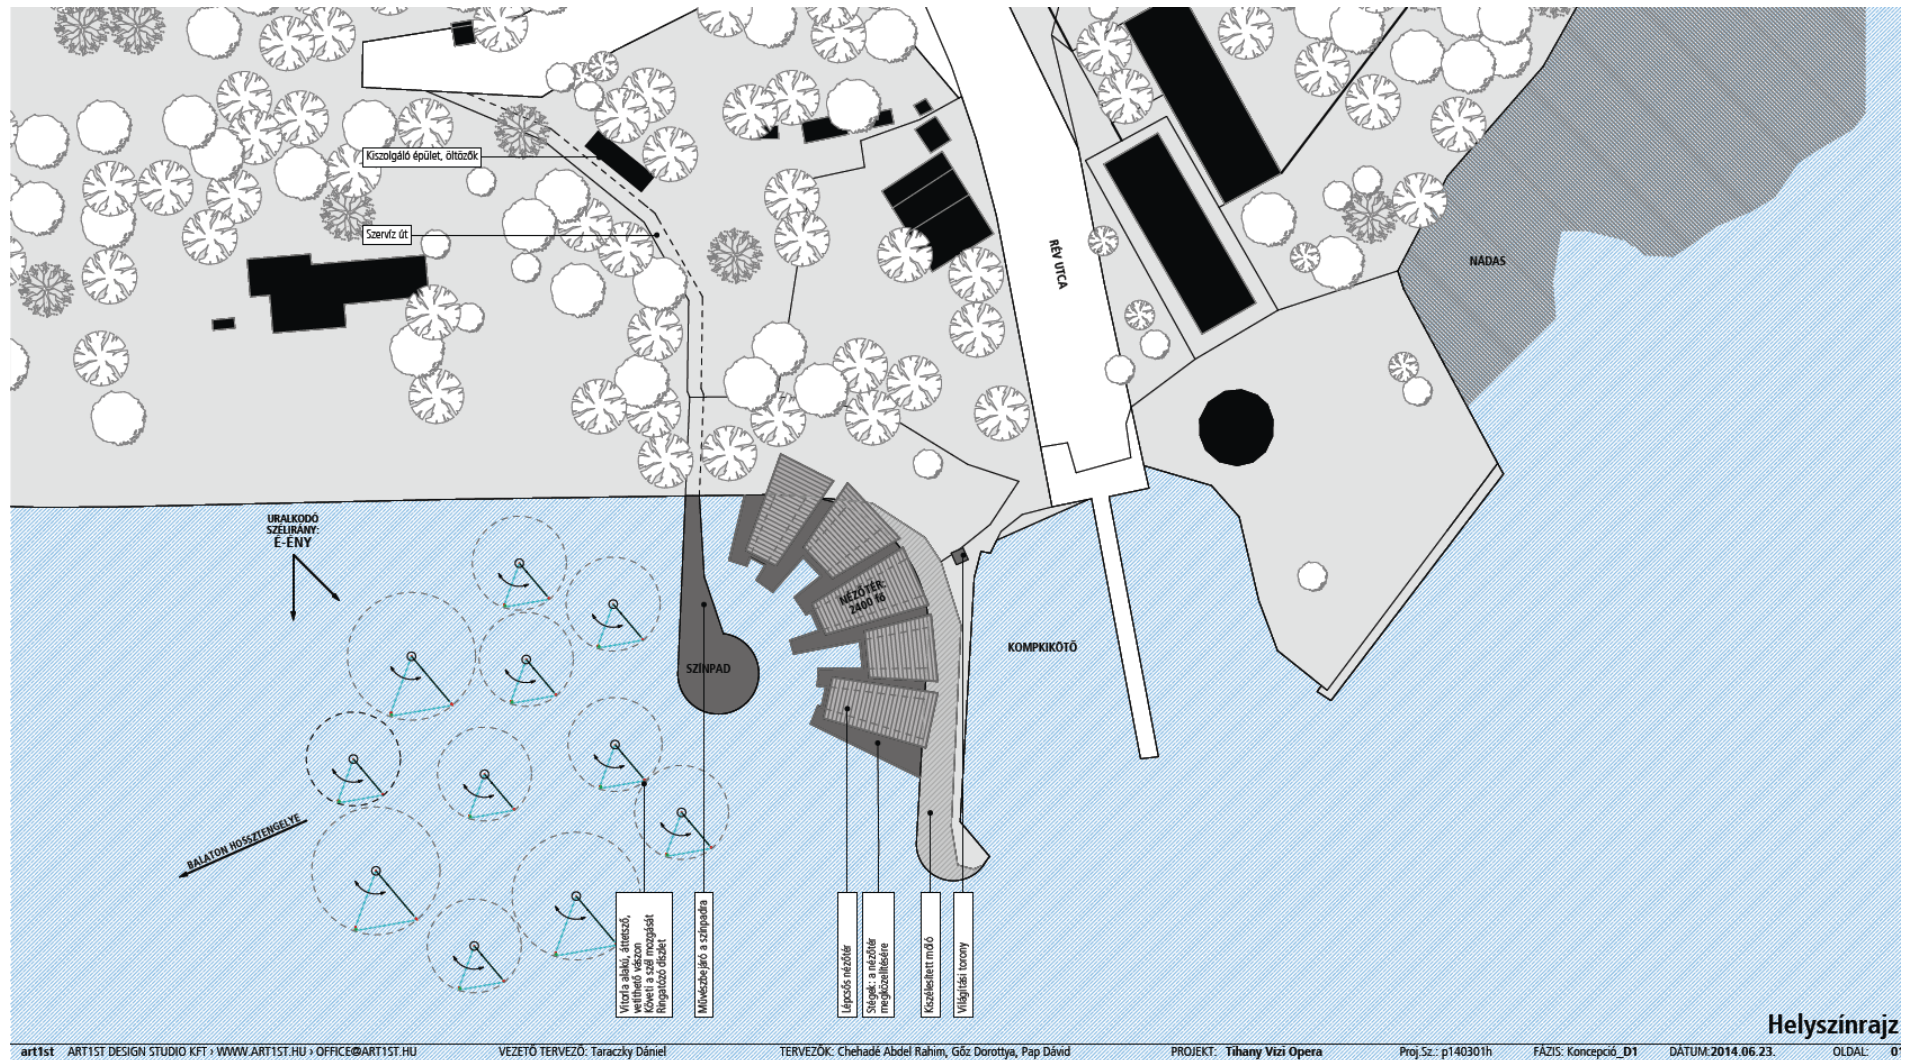 Kiszolgáló épület, öltözők
Szervíz út
RÉV UTCA
NÁDAS
URALKODÓ
SZÉLIRÁNY:
É-ÉNY
NÉZŐTÉR:
2400 fő
SZÍNPAD
KOMPKIKÖTŐ
BALATON HOSSZTENGELYE
Vitorla alakú, áttetsző,
vetíthető vászon
Követi a szél mozgását
Ringatózó díszlet
Művészbejáró a színpadra
Lépcsős nézőtér
Stégek: a nézőtér
megközelítésére
Kiszélesített móló
Világítási torony
Helyszínrajz
art1st ART1ST DESIGN STUDIO KFT › WWW.ART1ST.HU › OFFICE@ART1ST.HU VEZETŐ TERVEZŐ: Taraczky Dániel TERVEZŐK: Chehadé Abdel Rahim, Gőz Dorottya, Pap Dávid PROJEKT: Tihany Vizi Opera Proj.Sz.: p140301h FÁZIS: Koncepció_D1 DÁTUM:2014.06.23. OLDAL: